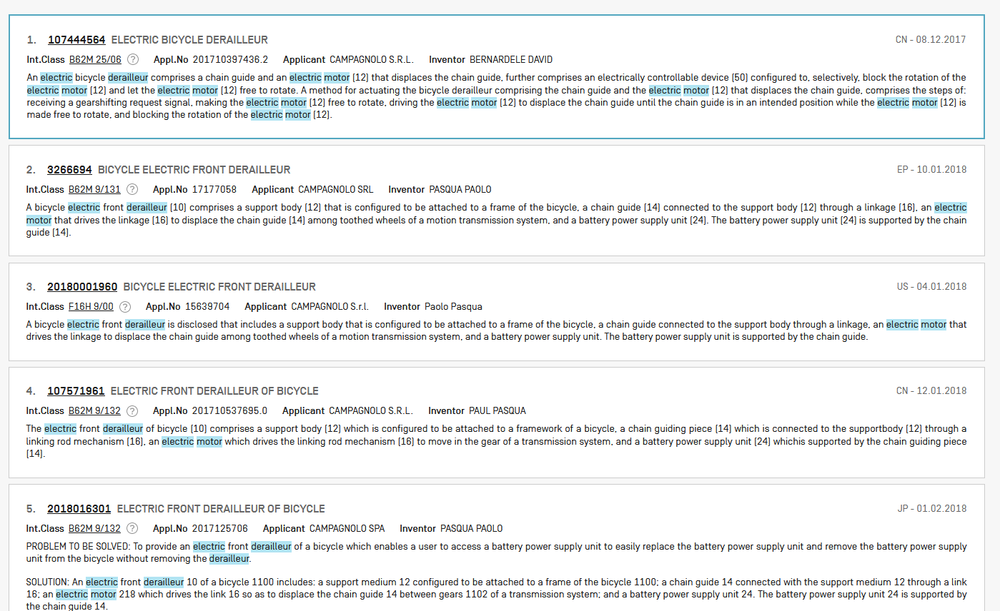 1. 107444564 ELECTRIC BICYCLE DERAILLEUR CN - 08.12.2017
Int.Class B62M 25/06 ? Appl.No 201710397436.2 Applicant CAMPAGNOLO S.R.L. Inventor BERNARDELE DAVID
An electric bicycle derailleur comprises a chain guide and an electric motor [12] that displaces the chain guide, further comprises an electrically controllable device [50] configured to, selectively, block the rotation of the
electric motor [12] and let the electric motor [12] free to rotate. A method for actuating the bicycle derailleur comprising the chain guide and the electric motor [12] that displaces the chain guide, comprises the steps of:
receiving a gearshifting request signal, making the electric motor [12] free to rotate, driving the electric motor [12] to displace the chain guide until the chain guide is in an intended position while the electric motor [12] is
made free to rotate, and blocking the rotation of the electric motor [12].
2. 3266694 BICYCLE ELECTRIC FRONT DERAILLEUR EP - 10.01.2018
Int.Class B62M 9/131 ? Appl.No 17177058 Applicant CAMPAGNOLO SRL Inventor PASQUA PAOLO
A bicycle electric front derailleur [10] comprises a support body [12] that is configured to be attached to a frame of the bicycle, a chain guide [14] connected to the support body [12] through a linkage [16], an electric
motor that drives the linkage [16] to displace the chain guide [14] among toothed wheels of a motion transmission system, and a battery power supply unit [24]. The battery power supply unit [24] is supported by the chain
guide [14].
3. 20180001960 BICYCLE ELECTRIC FRONT DERAILLEUR US - 04.01.2018
Int.Class F16H 9/00 ? Appl.No 15639704 Applicant CAMPAGNOLO S.r.l. Inventor Paolo Pasqua
A bicycle electric front derailleur is disclosed that includes a support body that is configured to be attached to a frame of the bicycle, a chain guide connected to the support body through a linkage, an electric motor that
drives the linkage to displace the chain guide among toothed wheels of a motion transmission system, and a battery power supply unit. The battery power supply unit is supported by the chain guide.
4. 107571961 ELECTRIC FRONT DERAILLEUR OF BICYCLE CN - 12.01.2018
Int.Class B62M 9/132 ? Appl.No 201710537695.0 Applicant CAMPAGNOLO S.R.L. Inventor PAUL PASQUA
The electric front derailleur of bicycle [10] comprises a support body [12] which is configured to be attached to a framework of a bicycle, a chain guiding piece [14] which is connected to the supportbody [12] through a
linking rod mechanism [16], an electric motor which drives the linking rod mechanism [16] to move in the gear of a transmission system, and a battery power supply unit [24] whichis supported by the chain guiding piece
[14].
5. 2018016301 ELECTRIC FRONT DERAILLEUR OF BICYCLE JP - 01.02.2018
Int.Class B62M 9/132 ? Appl.No 2017125706 Applicant CAMPAGNOLO SPA Inventor PASQUA PAOLO
PROBLEM TO BE SOLVED: To provide an electric front derailleur of a bicycle which enables a user to access a battery power supply unit to easily replace the battery power supply unit and remove the battery power supply
unit from the bicycle without removing the derailleur.
SOLUTION: An electric front derailleur 10 of a bicycle 1100 includes: a support medium 12 configured to be attached to a frame of the bicycle 1100; a chain guide 14 connected with the support medium 12 through a link
16; an electric motor 218 which drives the link 16 so as to displace the chain guide 14 between gears 1102 of a transmission system; and a battery power supply unit 24. The battery power supply unit 24 is supported by
the chain guide 14.